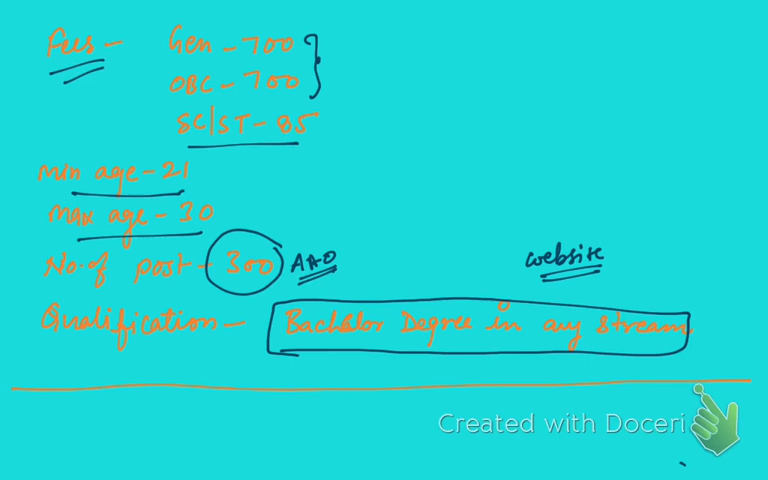 Fees - Gen - 700
OBC - 700
SC/ST - 85
Min age - 21
Max age - 30
No. of post - 300 AAO website
Qualification - Bachelor Degree in any stream
Created with Doceri